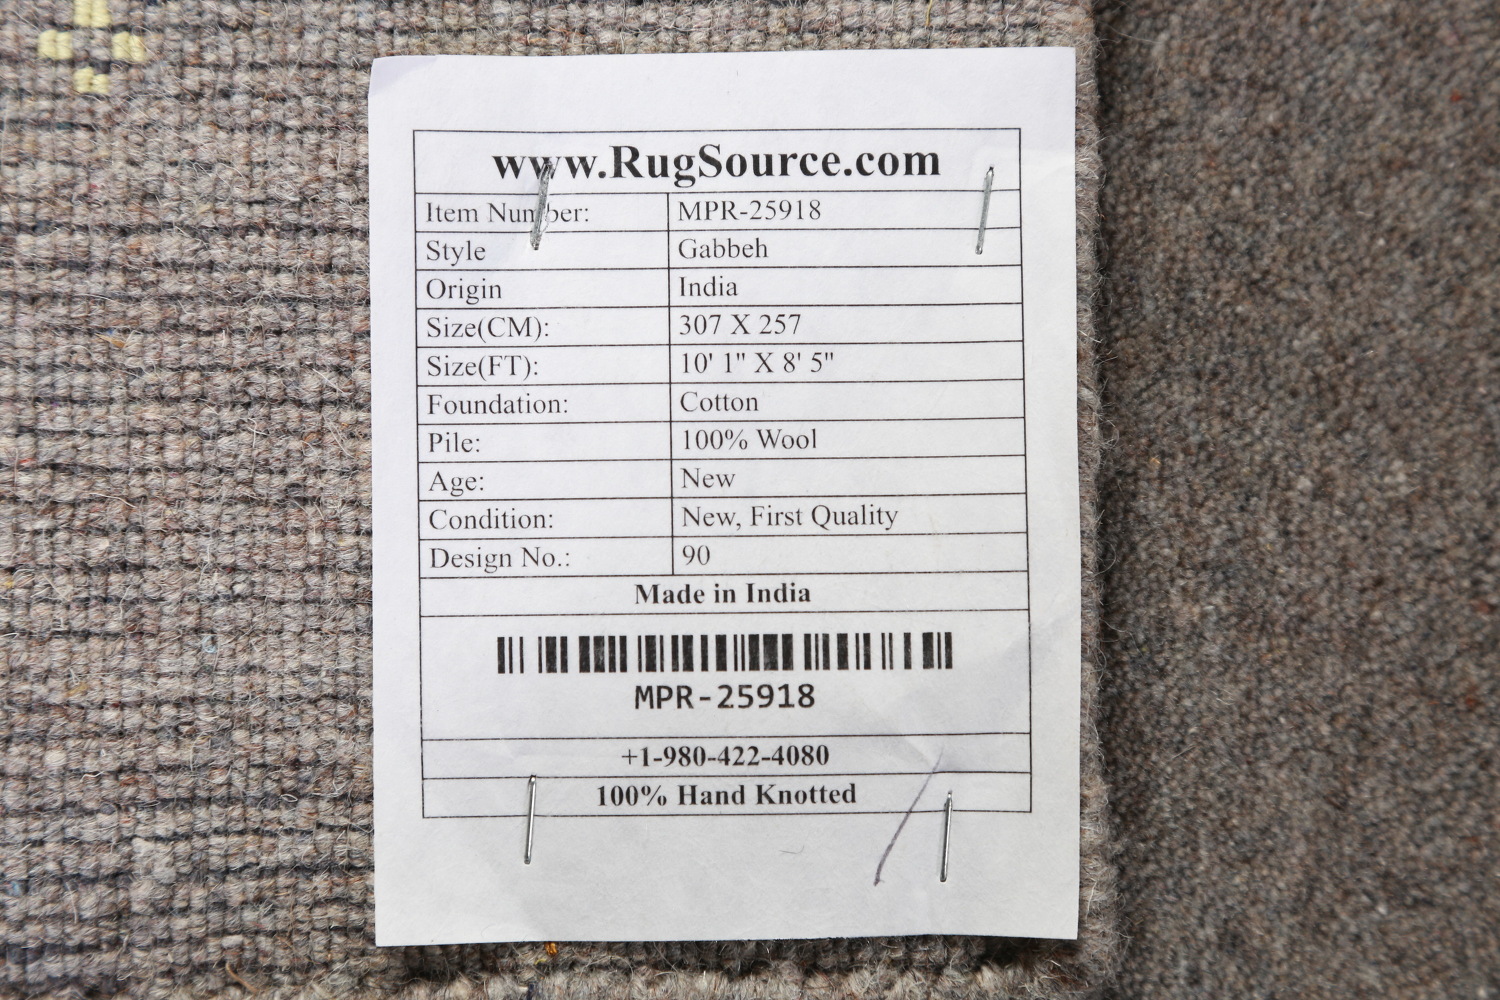 www.RugSource.com
Item Number: MPR-25918
Style Gabbeh
Origin India
Size(CM): 307 X 257
Size(FT): 10' 1" X 8' 5"
Foundation: Cotton
Pile: 100% Wool
Age: New
Condition: New, First Quality
Design No.: 90
Made in India
MPR-25918
+1-980-422-4080
100% Hand Knotted